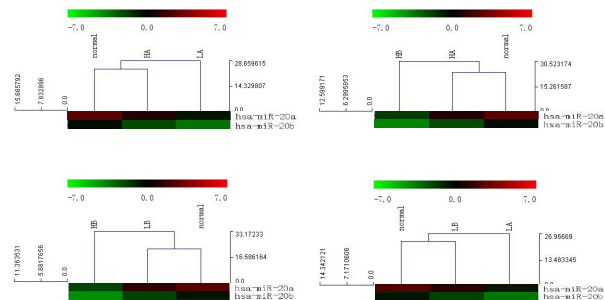 -7.0 0.0 7.0
normal
HA
LA
28.659615
14.329807
0.0
15.665792
7.832896
0.0
hsa-miR-20a
hsa-miR-20b
-7.0 0.0 7.0
HB
HA
normal
30.523174
15.261587
0.0
12.599171
6.2995853
0.0
hsa-miR-20a
hsa-miR-20b
-7.0 0.0 7.0
HB
LB
normal
33.17233
16.586164
0.0
11.363531
5.6817656
0.0
hsa-miR-20a
hsa-miR-20b
-7.0 0.0 7.0
normal
LB
LA
26.96669
13.483345
0.0
14.342121
7.1710606
0.0
hsa-miR-20a
hsa-miR-20b